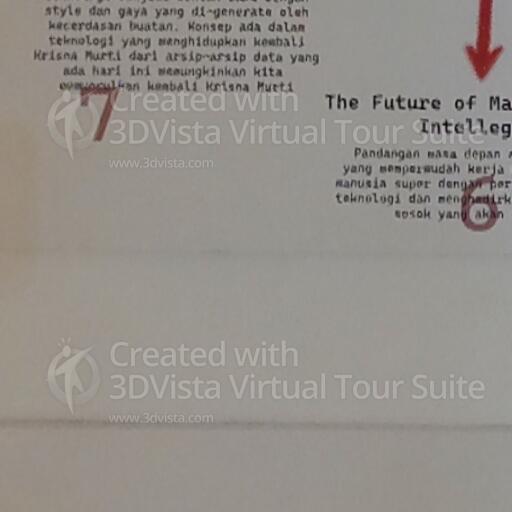 style dan gaya yang di-generate oleh
kecerdasan buatan. Konsep ada dalam
teknologi yang menghidupkan kembali
Krisna Murti dari arsip-arsip data yang
ada hari ini memungkinkan kita
kembali Krisna Murti
7
The Future of Ma
Intelleg
Pandangan masa depan
yang mempermudah kerja
manusia super dengan per
teknologi dan menghadirk
sosok yang akan
6
Created with
3DVista Virtual Tour Suite
www.3dvista.com
Created with
3DVista Virtual Tour Suite
www.3dvista.com